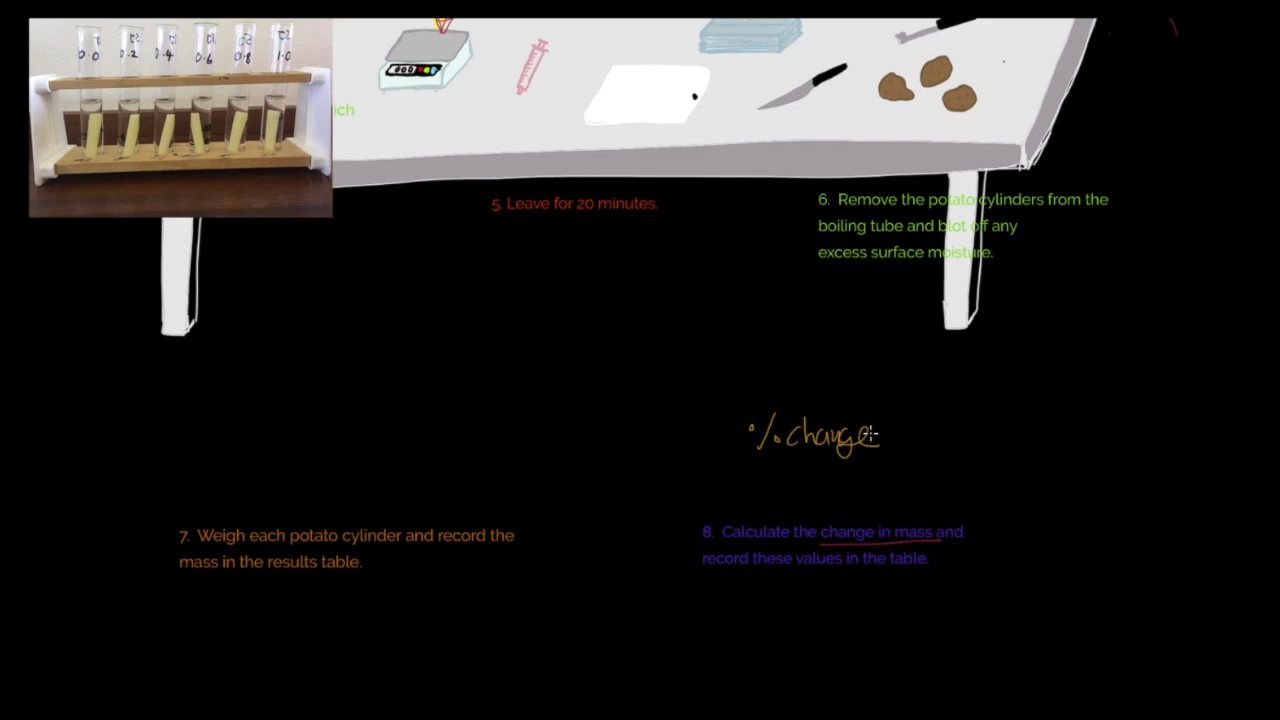 0.0
0.2
0.4
0.6
0.8
1.0
ich
5. Leave for 20 minutes.
6. Remove the potato cylinders from the
boiling tube and blot off any
excess surface moisture.
% change
7. Weigh each potato cylinder and record the
mass in the results table.
8. Calculate the change in mass and
record these values in the table.